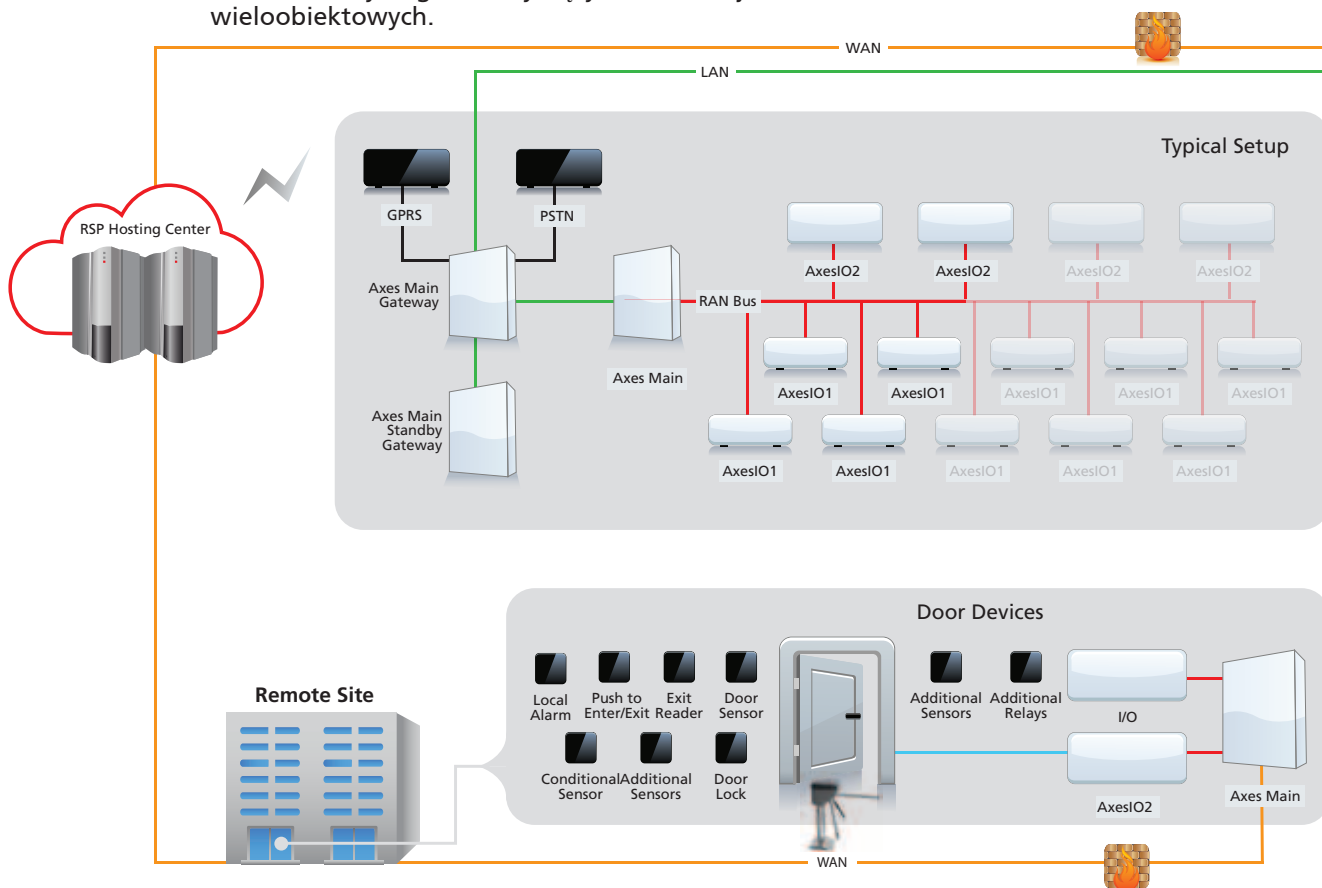 wieloobiektowych.
WAN
LAN
Typical Setup
GPRS
PSTN
RSP Hosting Center
AxesIO2
AxesIO2
AxesIO2
AxesIO2
Axes Main
Gateway
RAN Bus
Axes Main
AxesIO1
AxesIO1
AxesIO1
AxesIO1
AxesIO1
Axes Main
Standby
Gateway
AxesIO1
AxesIO1
AxesIO1
AxesIO1
AxesIO1
Door Devices
Remote Site
Local
Alarm
Push to
Enter/Exit
Exit
Reader
Door
Sensor
Additional
Sensors
Additional
Relays
I/O
Conditional
Sensor
Additional
Sensors
Door
Lock
AxesIO2
Axes Main
WAN